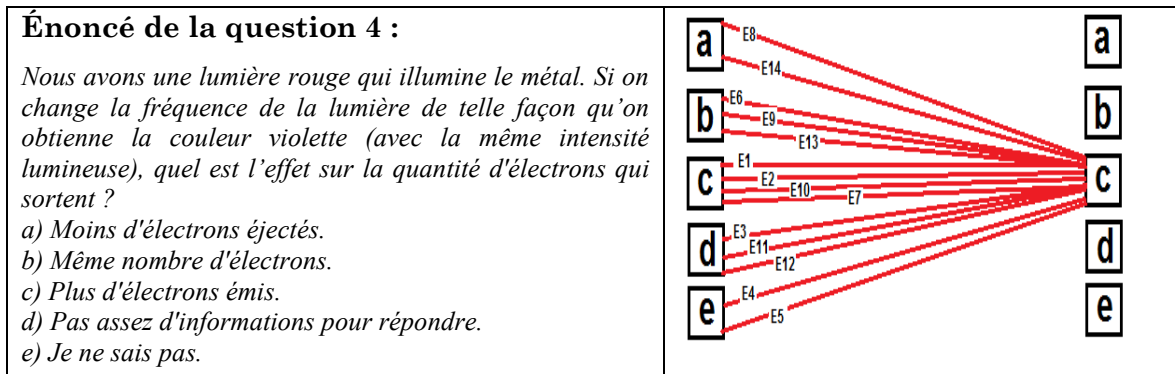 Énoncé de la question 4 :
Nous avons une lumière rouge qui illumine le métal. Si on
change la fréquence de la lumière de telle façon qu’on
obtienne la couleur violette (avec la même intensité
lumineuse), quel est l’effet sur la quantité d'électrons qui
sortent ?
a) Moins d'électrons éjectés.
b) Même nombre d'électrons.
c) Plus d'électrons émis.
d) Pas assez d'informations pour répondre.
e) Je ne sais pas.
a
E8
a
E14
b
E6
b
E9
E13
c
E1
c
E2
E10
E7
d
E3
d
E11
E12
e
E4
e
E5